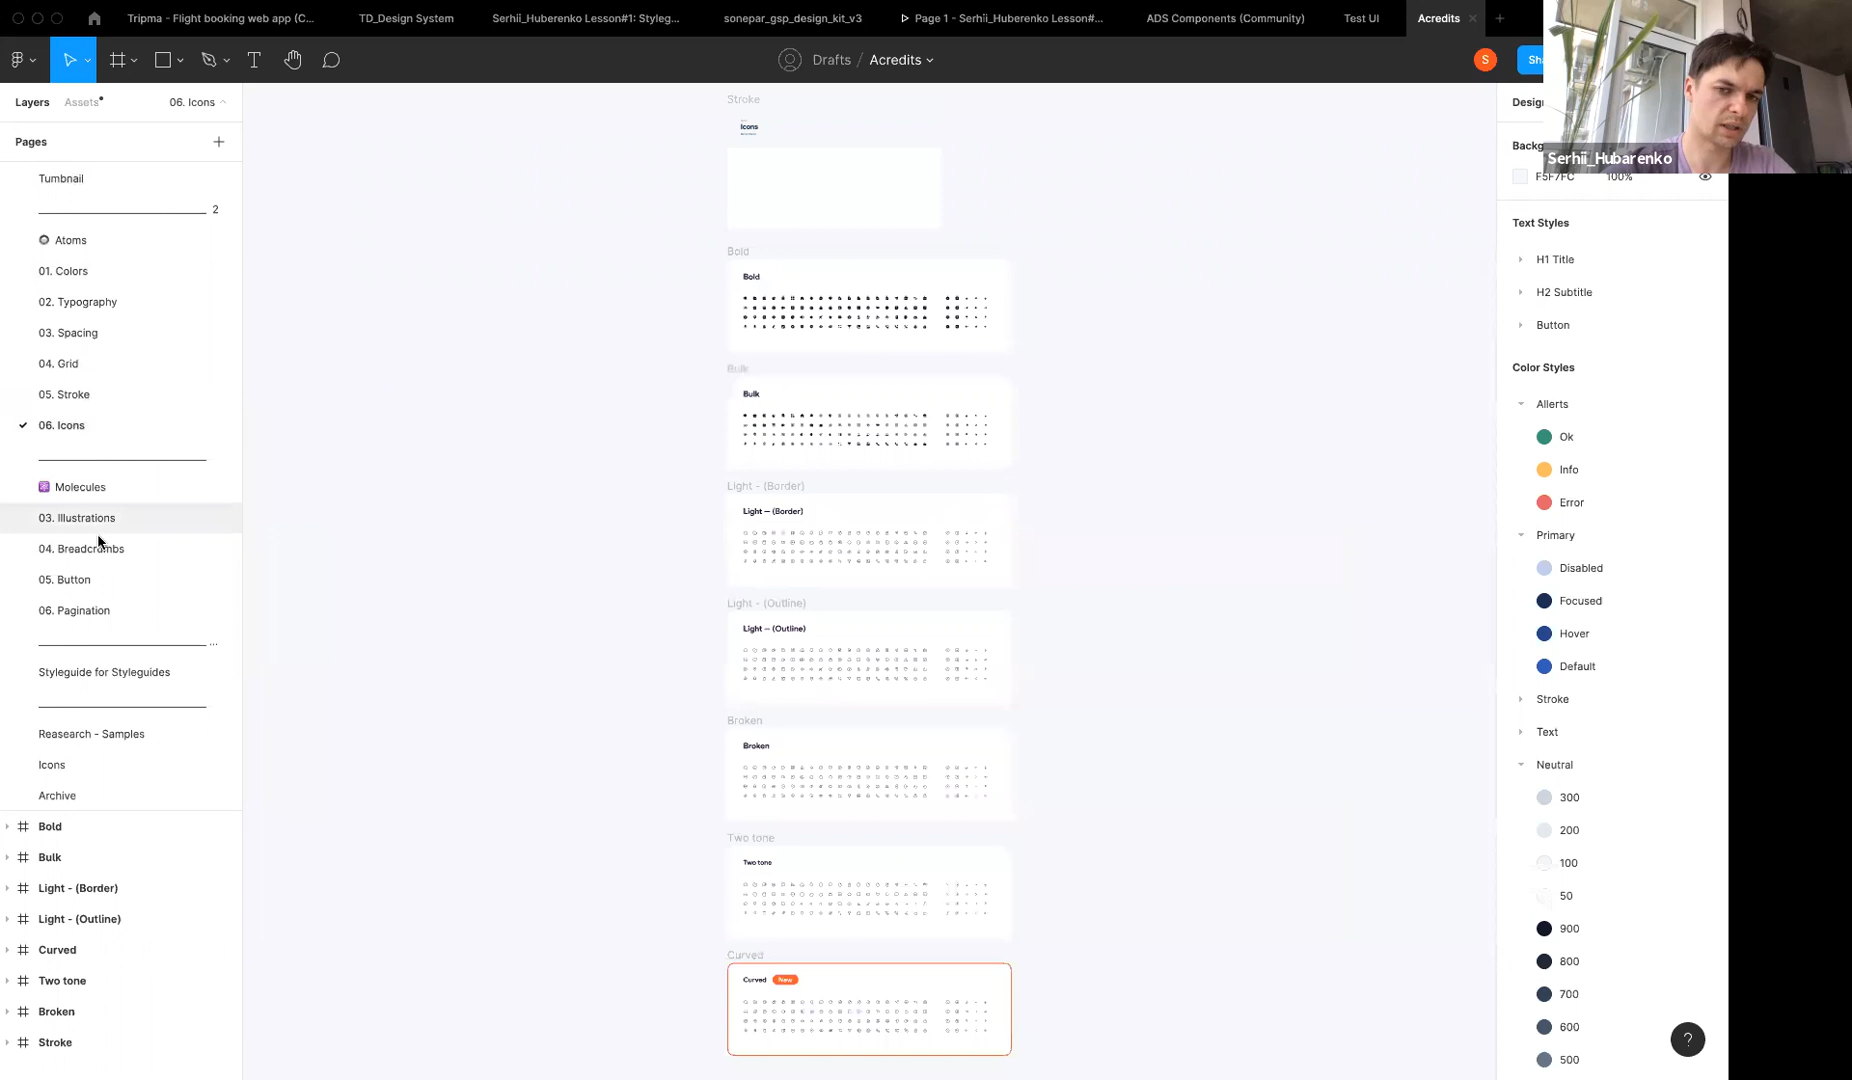 Tripma - Flight booking web app (C...
TD_Design System
Serhii_Huberenko Lesson#1: Styleg...
sonepar_gsp_design_kit_v3
Page 1 - Serhii_Huberenko Lesson#...
ADS Components (Community)
Test UI
Acredits
Drafts / Acredits
S
Sha
Layers
Assets
06. Icons
Pages
Tumbnail
2
Atoms
01. Colors
02. Typography
03. Spacing
04. Grid
05. Stroke
06. Icons
Molecules
03. Illustrations
04. Breadcrumbs
05. Button
06. Pagination
...
Styleguide for Styleguides
Reasearch - Samples
Icons
Archive
Bold
Bulk
Light - (Border)
Light - (Outline)
Curved
Two tone
Broken
Stroke
Stroke
Icons
Bold
Bold
Bulk
Bulk
Light - (Border)
Light — (Border)
Light - (Outline)
Light — (Outline)
Broken
Broken
Two tone
Two tone
Curved
Curved New
Serhii_Hubarenko
Design
Backg
F5F7FC 100%
Text Styles
H1 Title
H2 Subtitle
Button
Color Styles
Allerts
Ok
Info
Error
Primary
Disabled
Focused
Hover
Default
Stroke
Text
Neutral
300
200
100
50
900
800
700
600
500
?